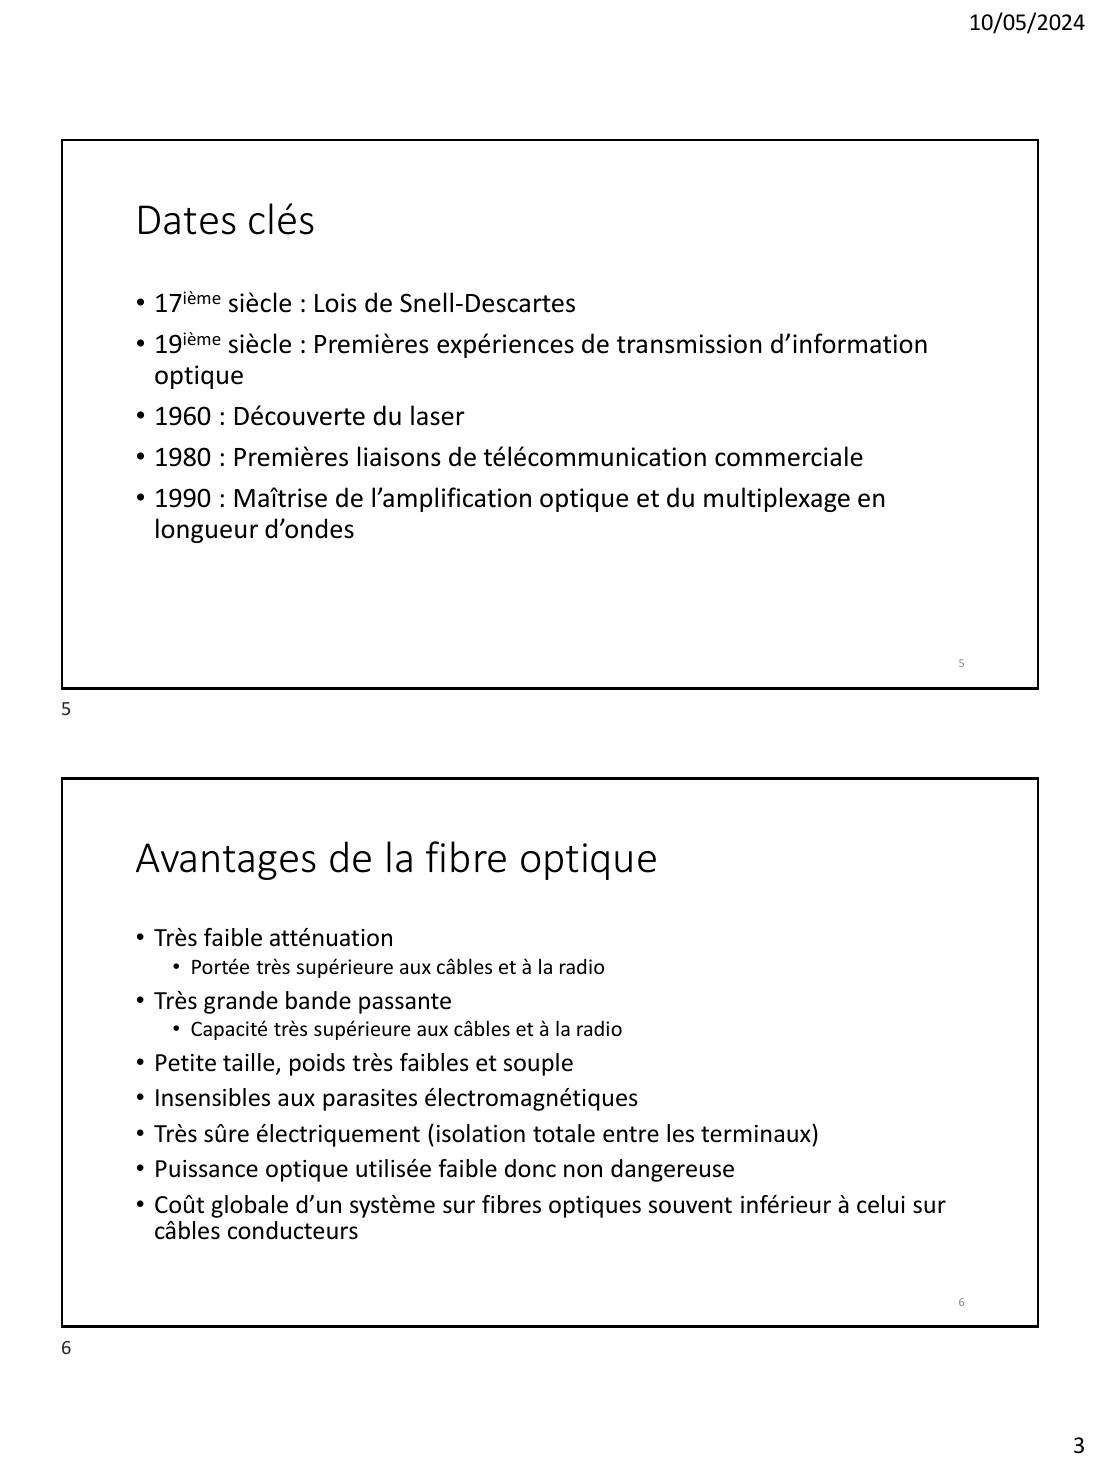 10/05/2024
Dates clés
• 17ième siècle : Lois de Snell-Descartes
• 19ième siècle : Premières expériences de transmission d’information
optique
• 1960 : Découverte du laser
• 1980 : Premières liaisons de télécommunication commerciale
• 1990 : Maîtrise de l’amplification optique et du multiplexage en
longueur d’ondes
5
5
Avantages de la fibre optique
• Très faible atténuation
• Portée très supérieure aux câbles et à la radio
• Très grande bande passante
• Capacité très supérieure aux câbles et à la radio
• Petite taille, poids très faibles et souple
• Insensibles aux parasites électromagnétiques
• Très sûre électriquement (isolation totale entre les terminaux)
• Puissance optique utilisée faible donc non dangereuse
• Coût globale d’un système sur fibres optiques souvent inférieur à celui sur
câbles conducteurs
6
6
3